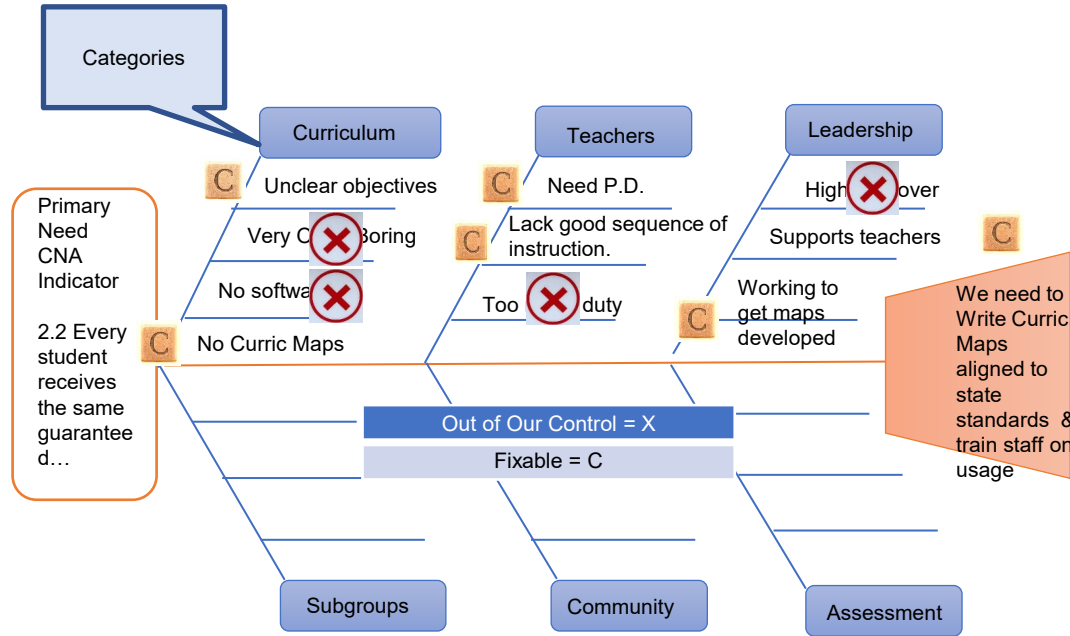 Categories
Curriculum
Teachers
Leadership
C
Unclear objectives
C
Need P.D.
High over
Primary
Need
CNA
Indicator
2.2 Every
student
receives
the same
guarantee
d…
Very Boring
C
Lack good sequence of
instruction.
Supports teachers
C
No
Too duty
C
Working to
get maps
developed
C
No Curric Maps
We need to
Write Curric
Maps
aligned to
state
standards &
train staff on
usage
Out of Our Control = X
Fixable = C
Subgroups
Community
Assessment